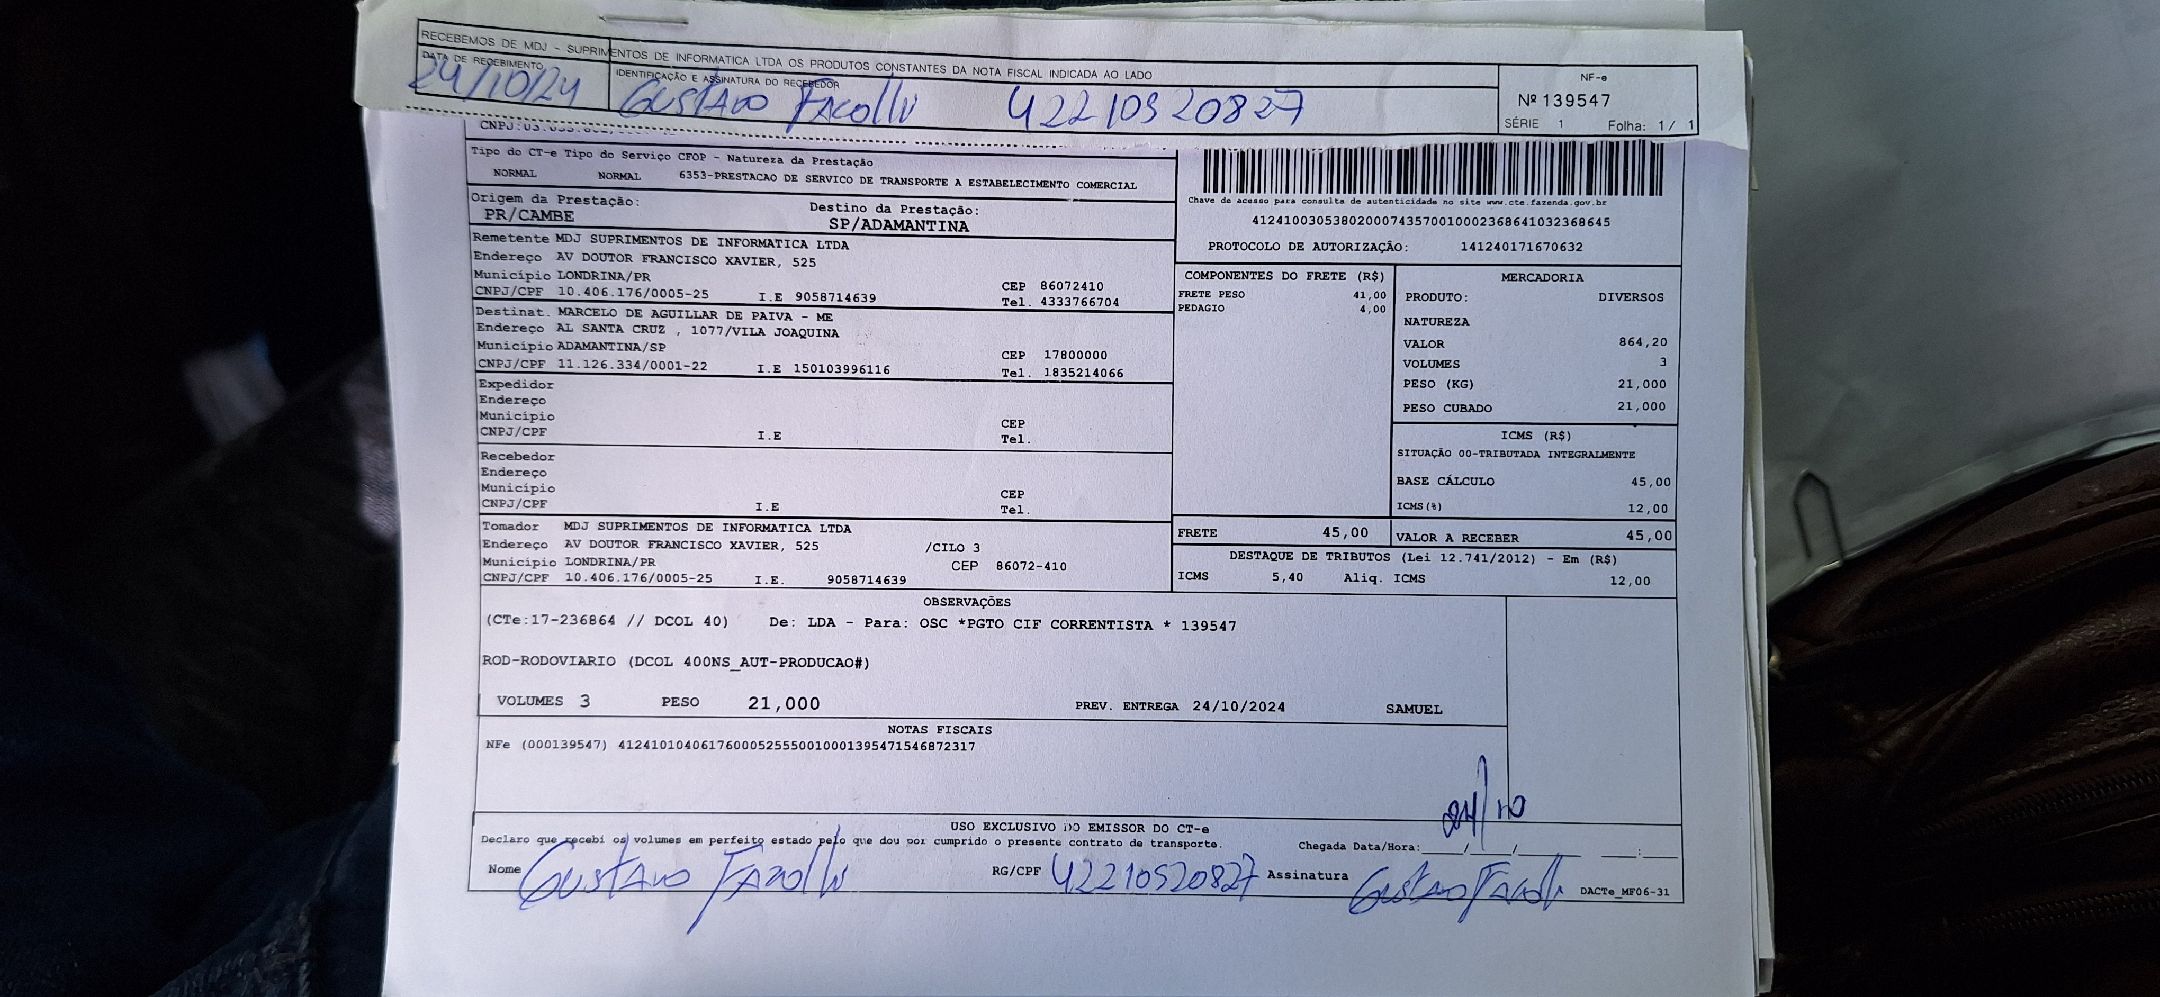 RECEBEMOS DE MDJ - SUPRIMENTOS DE INFORMATICA LTDA OS PRODUTOS CONSTANTES DA NOTA FISCAL INDICADA AO LADO
DATA DE RECEBIMENTO IDENTIFICAÇÃO E ASSINATURA DO RECEBEDOR
24/10/24 GUSTAVO 42210520827
NF-e
Nº 139547
SÉRIE 1 Folha: 1/ 1
Tipo do CT-e Tipo do Serviço CFOP - Natureza da Prestação
NORMAL NORMAL 6353-PRESTACAO DE SERVICO DE TRANSPORTE A ESTABELECIMENTO COMERCIAL
Origem da Prestação: Destino da Prestação:
PR/CAMBE SP/ADAMANTINA
Chave de acesso para consulta de autenticidade no site www.cte.fazenda.gov.br
41241003053802000743570010002368641032368645
PROTOCOLO DE AUTORIZAÇÃO: 141240171670632
Remetente MDJ SUPRIMENTOS DE INFORMATICA LTDA
Endereço AV DOUTOR FRANCISCO XAVIER, 525
Município LONDRINA/PR CEP 86072410
CNPJ/CPF 10.406.176/0005-25 I.E 9058714639 Tel. 4333766704
Destinat. MARCELO DE AGUILLAR DE PAIVA - ME
Endereço AL SANTA CRUZ , 1077/VILA JOAQUINA
Município ADAMANTINA/SP CEP 17800000
CNPJ/CPF 11.126.334/0001-22 I.E 150103996116 Tel. 1835214066
Expedidor
Endereço
Município CEP
CNPJ/CPF I.E Tel.
Recebedor
Endereço
Município CEP
CNPJ/CPF I.E Tel.
Tomador MDJ SUPRIMENTOS DE INFORMATICA LTDA
Endereço AV DOUTOR FRANCISCO XAVIER, 525 /CILO 3
Município LONDRINA/PR CEP 86072-410
CNPJ/CPF 10.406.176/0005-25 I.E. 9058714639
COMPONENTES DO FRETE (R$)
FRETE PESO 41,00
PEDAGIO 4,00
MERCADORIA
PRODUTO: DIVERSOS
NATUREZA
VALOR 864,20
VOLUMES 3
PESO (KG) 21,000
PESO CUBADO 21,000
ICMS (R$)
SITUAÇÃO 00-TRIBUTADA INTEGRALMENTE
BASE CÁLCULO 45,00
ICMS(%) 12,00
FRETE 45,00 VALOR A RECEBER 45,00
DESTAQUE DE TRIBUTOS (Lei 12.741/2012) - Em (R$)
ICMS 5,40 Aliq. ICMS 12,00
OBSERVAÇÕES
(CTe:17-236864 // DCOL 40) De: LDA - Para: OSC *PGTO CIF CORRENTISTA * 139547
ROD-RODOVIARIO (DCOL 400NS_AUT-PRODUCAO#)
VOLUMES 3 PESO 21,000 PREV. ENTREGA 24/10/2024 SAMUEL
NOTAS FISCAIS
NFe (000139547) 41241010406176000525550010001395471546872317
24/10
USO EXCLUSIVO DO EMISSOR DO CT-e
Declaro que recebi os volumes em perfeito estado pelo que dou por cumprido o presente contrato de transporte. Chegada Data/Hora:____/____/______ ____:____
Nome GUSTAVO RG/CPF 42210520827 Assinatura GUSTAVO DACTe_MF06-31